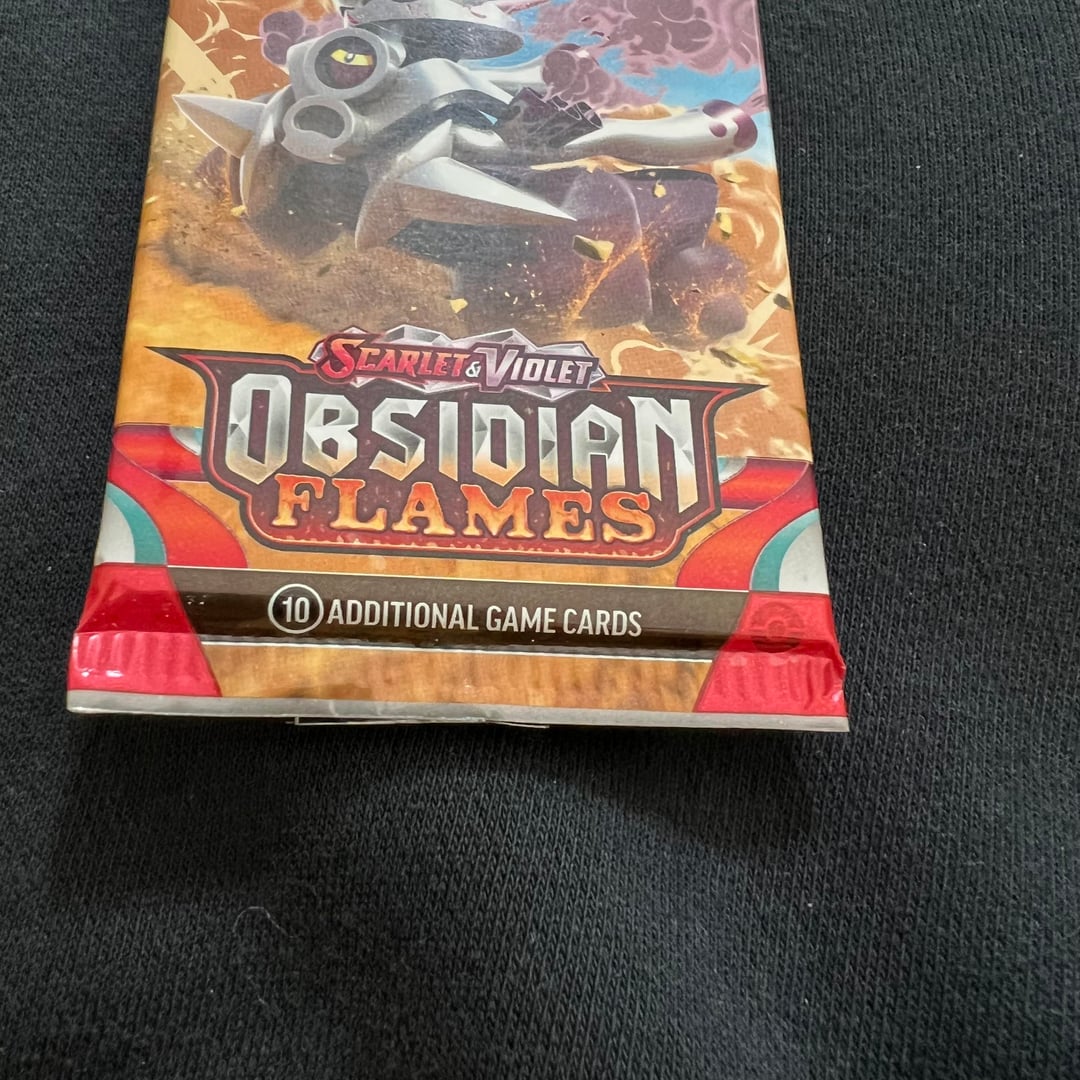 SCARLET & VIOLET
OBSIDIAN
FLAMES
10 ADDITIONAL GAME CARDS